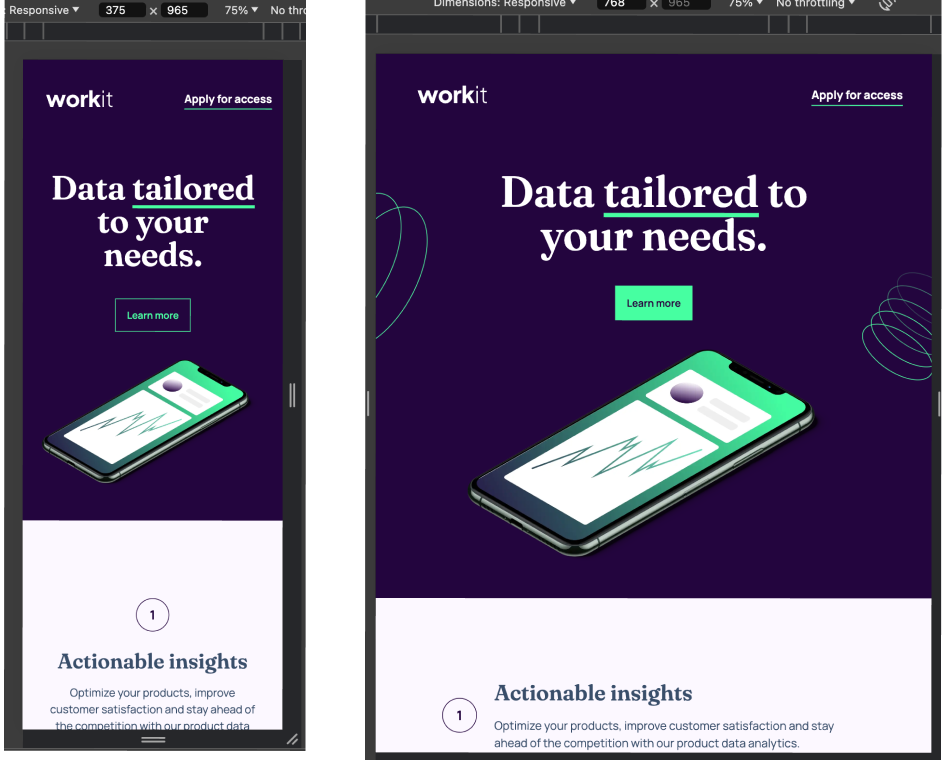 Responsive ▾ 375 × 965 75% ▾ No thro
workit
Apply for access
Data tailored
to your
needs.
Learn more
1
Actionable insights
Optimize your products, improve
customer satisfaction and stay ahead of
the competition with our product data
Dimensions: Responsive ▾ 768 × 965 75% ▾ No throttling ▾
workit
Apply for access
Data tailored to
your needs.
Learn more
1
Actionable insights
Optimize your products, improve customer satisfaction and stay
ahead of the competition with our product data analytics.